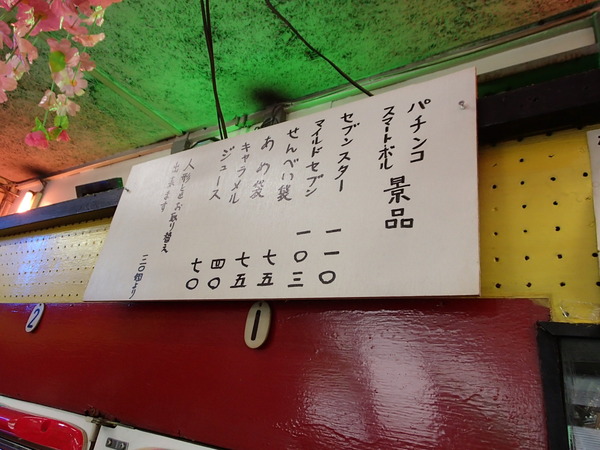 パチンコ
スマートボール 景品
セブンスター 一一〇
マイルドセブン 一〇三
せんべい袋 七五
あめ袋 七五
キャラメル 四〇
ジュース 七〇
人形とお取り替え
出来ます
1
2